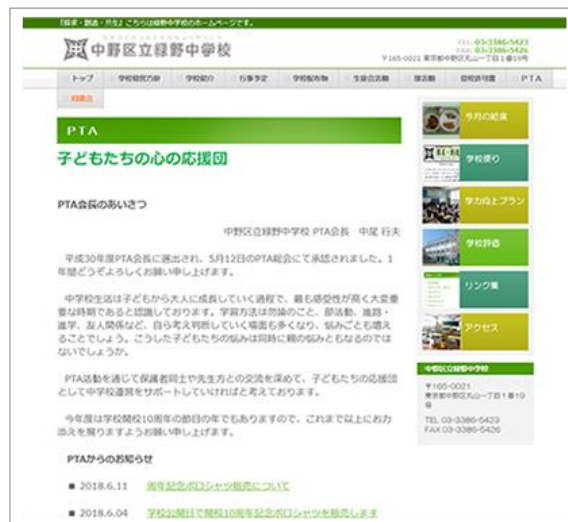 『探求・創造・共生』こちらは緑野中学校のホームページです。
中野区立緑野中学校
TEL. 03-3386-5423
FAX. 03-3386-5426
〒165-0021 東京都中野区丸山一丁目1番19号
トップ 学校経営方針 学校紹介 行事予定 学校配布物 生徒会活動 部活動 登校許可書 PTA
同窓会
PTA
子どもたちの心の応援団
PTA会長のあいさつ
中野区立緑野中学校 PTA会長 中尾 行夫
平成30年度PTA会長に選出され、5月12日のPTA総会にて承認されました。1
年間どうぞよろしくお願い申し上げます。
中学校生活は子どもから大人に成長していく過程で、最も感受性が高く大変重
要な時期であると認識しております。学習方法は勿論のこと、部活動、進路・
進学、友人関係など、自ら考え判断していく場面も多くなり、悩みごとも増え
ることでしょう。こうした子どもたちの悩みは同時に親の悩みともなるのでは
ないでしょうか。
PTA活動を通じて保護者同士や先生方との交流を深めて、子どもたちの応援団
として中学校運営をサポートしていければと考えております。
今年度は学校開校10周年の節目の年でもありますので、これまで以上にお力
添えを賜りますようお願い申し上げます。
PTAからのお知らせ
■ 2018.6.11 周年記念ポロシャツ販売について
■ 2018.6.04 学校公開日で開校10周年記念ポロシャツを販売します
今月の給食
学校便り
学力向上プラン
学校評価
リンク集
アクセス
中野区立緑野中学校
〒165-0021
東京都中野区丸山一丁目1番19
号
TEL 03-3386-5423
FAX 03-3386-5426